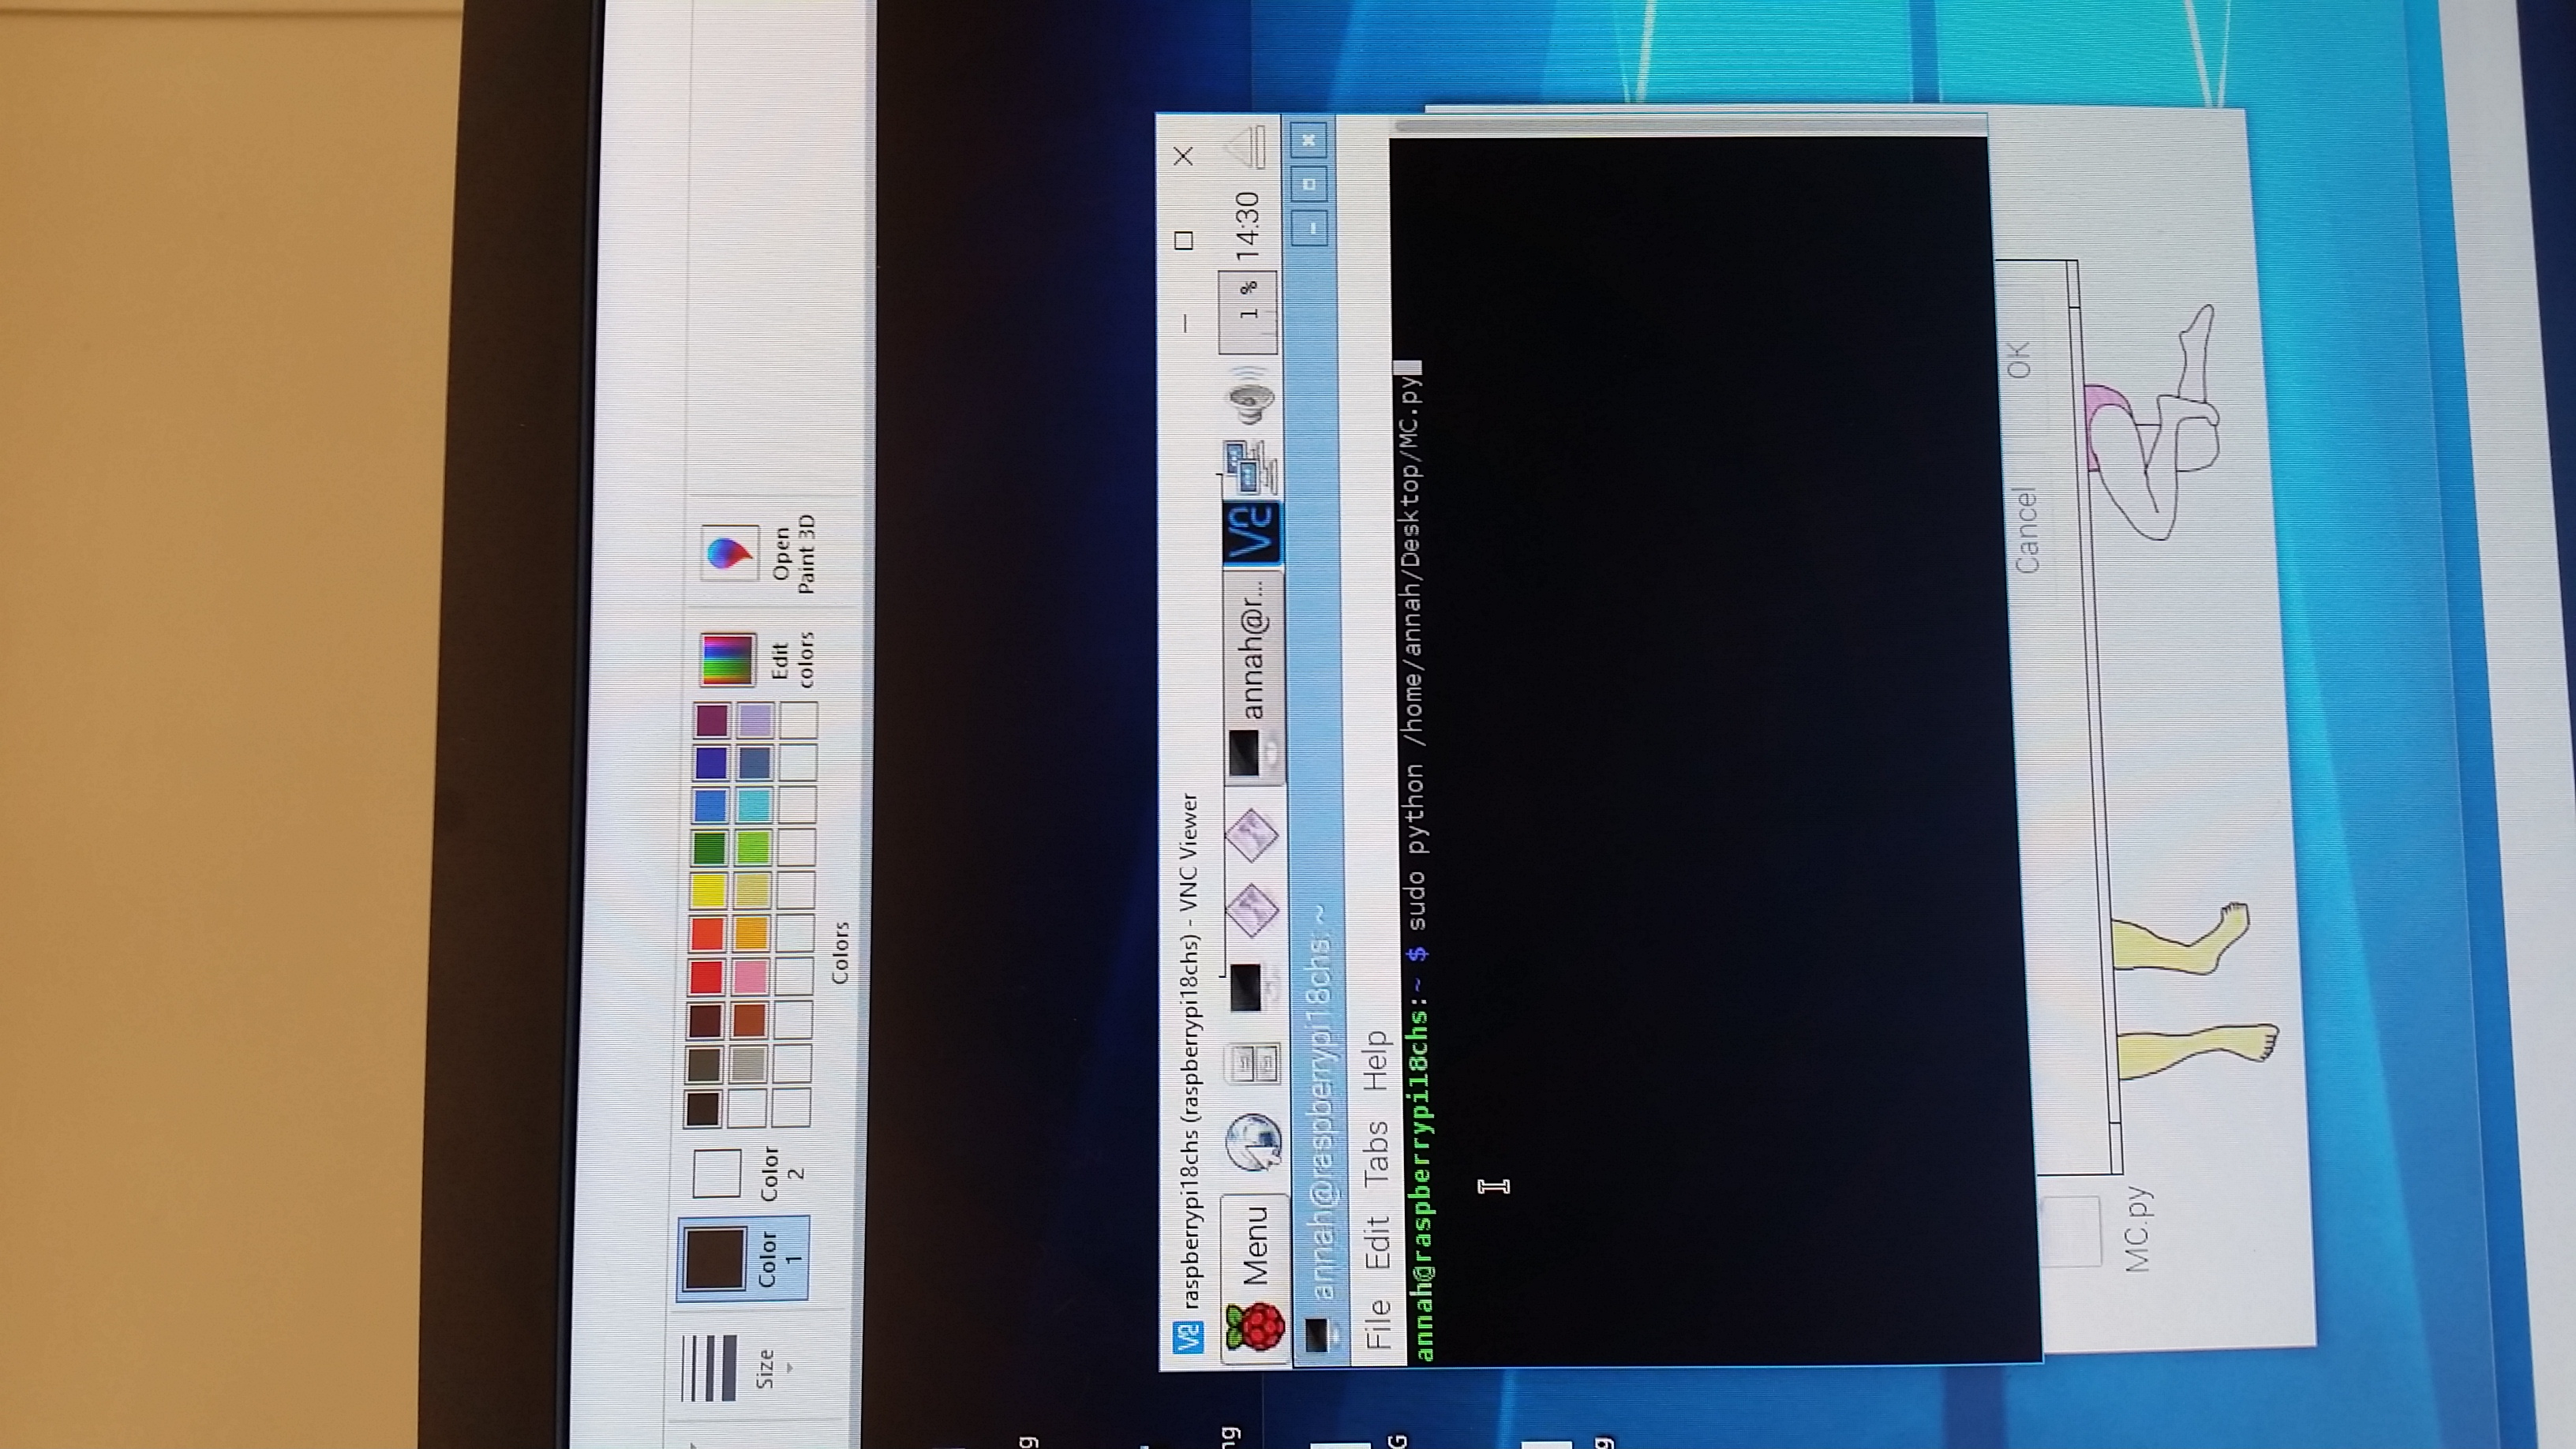 Size
Color
1
Color
2
Edit
colors
Open
Paint 3D
Colors
g
ng
G
g
V2 raspberrypi18chs (raspberrypi18chs) - VNC Viewer
Menu
annah@r...
1 %
14:30
annah@raspberrypi18chs: ~
File Edit Tabs Help
annah@raspberrypi18chs:~ $ sudo python /home/annah/Desktop/MC.py
Cancel OK
MC.py